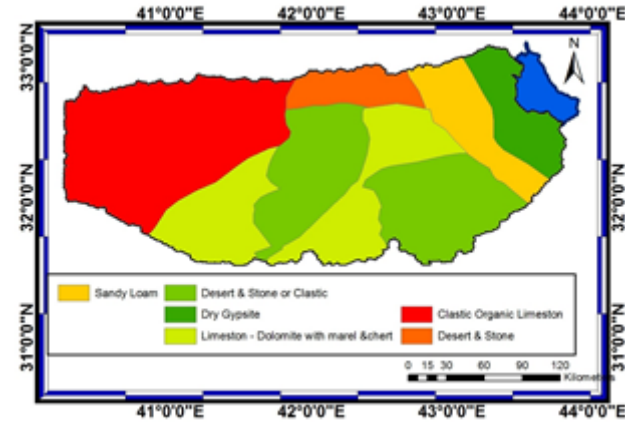 41°0'0"E 42°0'0"E 43°0'0"E 44°0'0"E
N
33°0'0"N 33°0'0"N
32°0'0"N 32°0'0"N
31°0'0"N 31°0'0"N
Sandy Loam Desert & Stone or Clastic
Dry Gypsite Clastic Organic Limeston
Limeston - Dolomite with marel &chert Desert & Stone
0 15 30 60 90 120
Kilometres
41°0'0"E 42°0'0"E 43°0'0"E 44°0'0"E